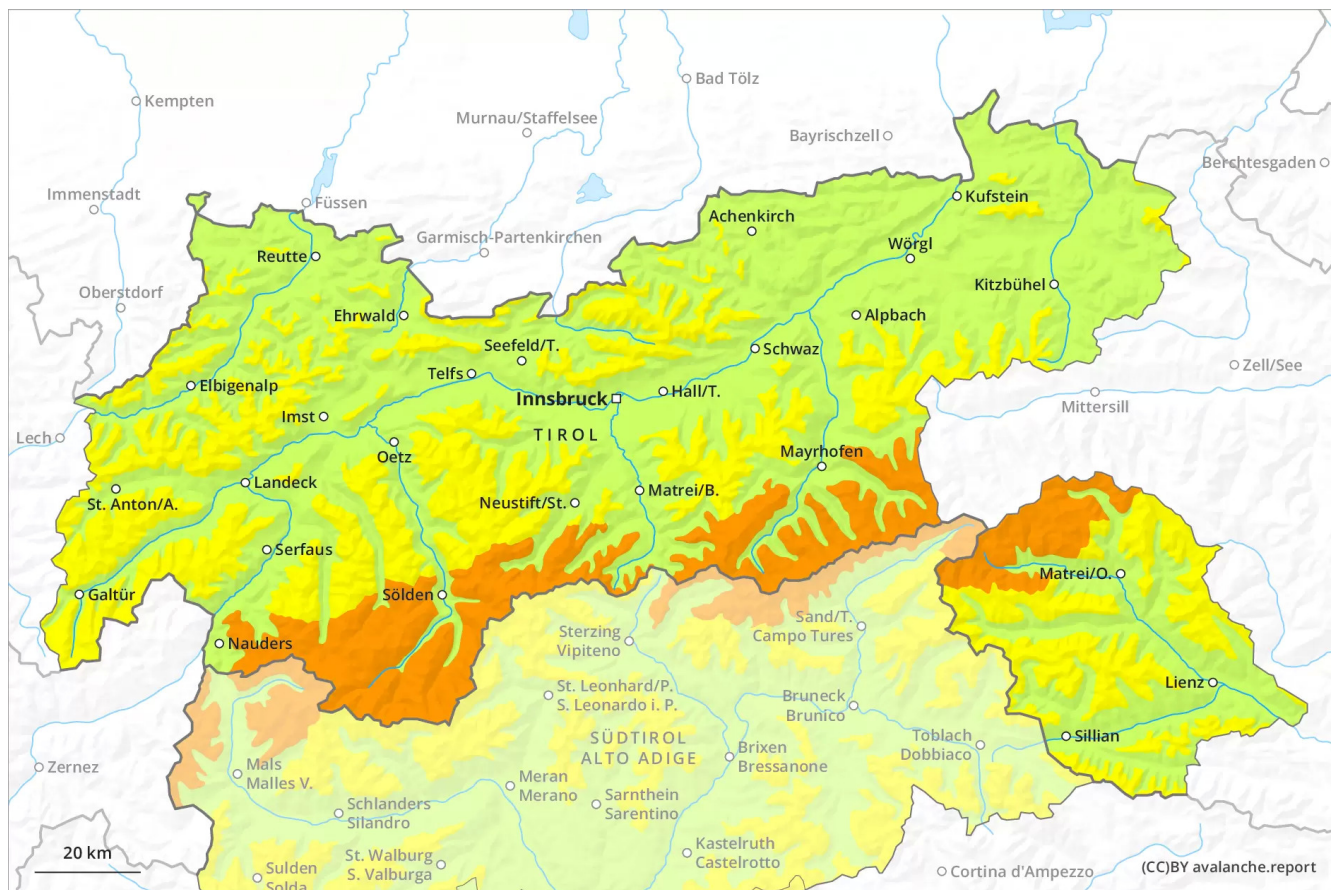 Kempten
Bad Tölz
Murnau/Staffelsee
Bayrischzell
Berchtesgaden
Immenstadt
Füssen
Kufstein
Achenkirch
Garmisch-Partenkirchen
Wörgl
Reutte
Oberstdorf
Kitzbühel
Ehrwald
Alpbach
Seefeld/T.
Schwaz
Zell/See
Telfs
Elbigenalp
Innsbruck
Hall/T.
Mittersill
Imst
Lech
TIROL
Oetz
Mayrhofen
Landeck
Matrei/B.
St. Anton/A.
Neustift/St.
Serfaus
Matrei/O.
Galtür
Sölden
Sand/T.
Campo Tures
Sterzing
Vipiteno
Nauders
Lienz
St. Leonhard/P.
S. Leonardo i. P.
Bruneck
Brunico
SÜDTIROL
ALTO ADIGE
Toblach
Dobbiaco
Sillian
Brixen
Bressanone
Zernez
Mals
Malles V.
Meran
Merano
Sarnthein
Sarentino
Schlanders
Silandro
Kastelruth
Castelrotto
20 km
St. Walburg
S. Valburga
Sulden
Solda
Cortina d'Ampezzo
(CC)BY avalanche.report